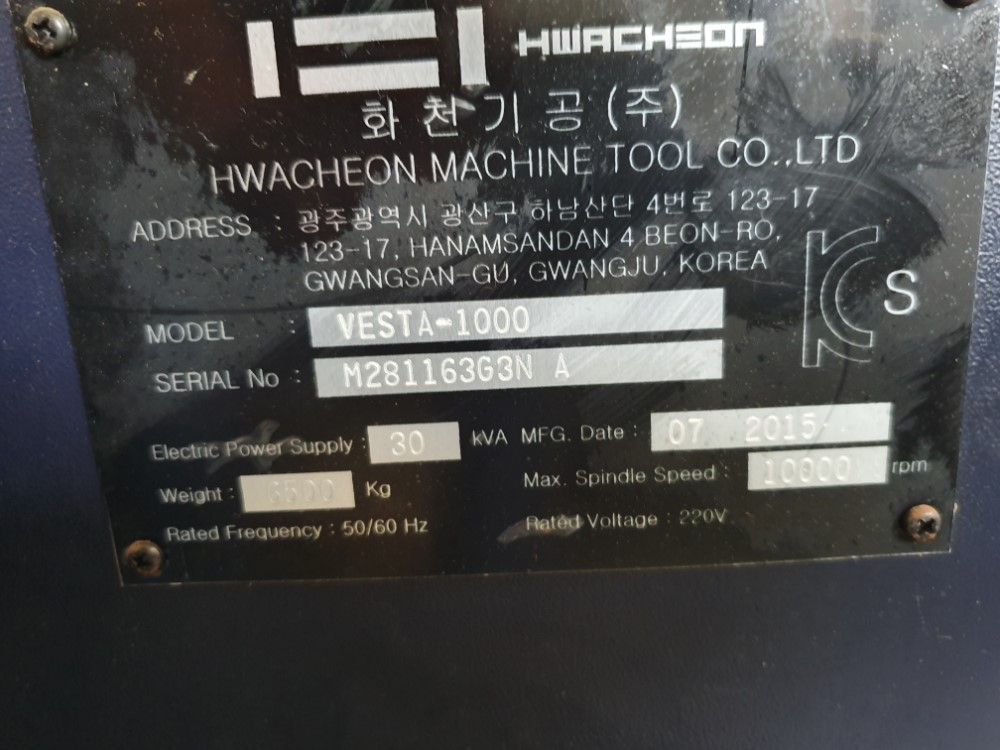 HWACHEON
화천기공(주)
HWACHEON MACHINE TOOL CO.,LTD
ADDRESS : 광주광역시 광산구 하남산단 4번로 123-17
123-17, HANAMSANDAN 4 BEON-RO,
GWANGSAN-GU, GWANGJU, KOREA
KC S
MODEL : VESTA-1000
SERIAL No : M281163G3N A
Electric Power Supply : 30 KVA MFG. Date : 07 2015
Weight : 6500 Kg Max. Spindle Speed : 10000 rpm
Rated Frequency : 50/60 Hz Rated Voltage : 220V